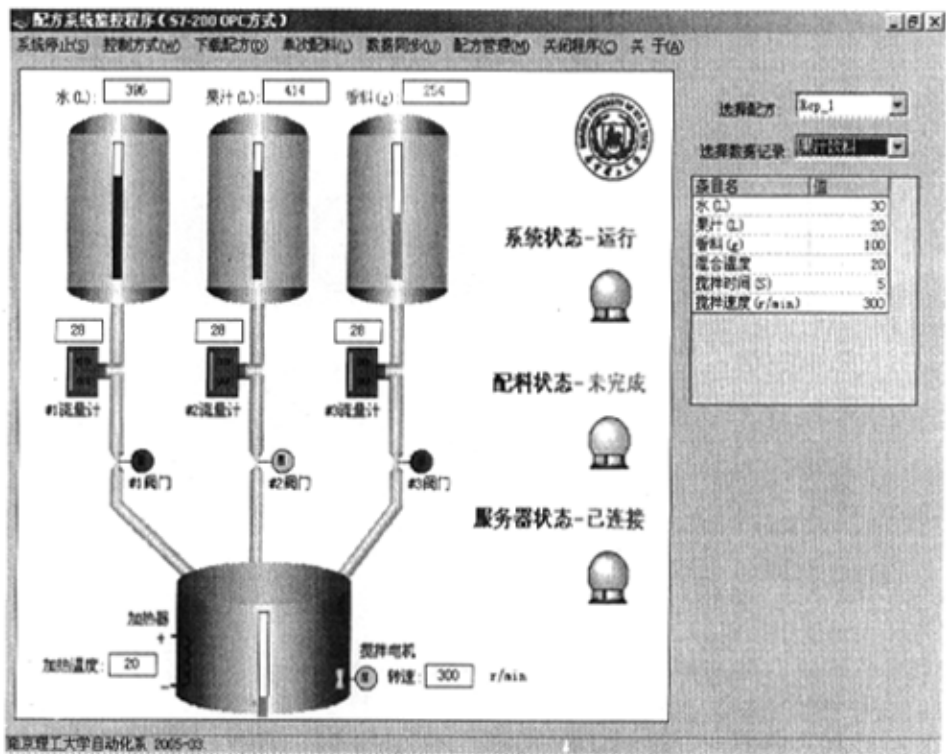 配方系统监控程序(S7-200 OPC方式)
系统停止(S) 控制方式(W) 下载配方(D) 单次配料(L) 数据同步(U) 配方管理(M) 关闭程序(C) 关 于(A)
水(L): 396 果汁(L): 414 香料(g): 254
选择配方 Rep_1
选择数据记录
条目名 值
水(L) 30
果汁(L) 20
香料(g) 100
混合温度 20
搅拌时间(S) 5
搅拌速度(r/min) 300
系统状态-运行
28 28 28
#1流量计 #2流量计 #3流量计
配料状态-未完成
#1阀门 #2阀门 #3阀门
服务器状态-已连接
加热器
+
搅拌电机
加热温度: 20
转速: 300 r/min
-
南京理工大学自动化系 2005-03